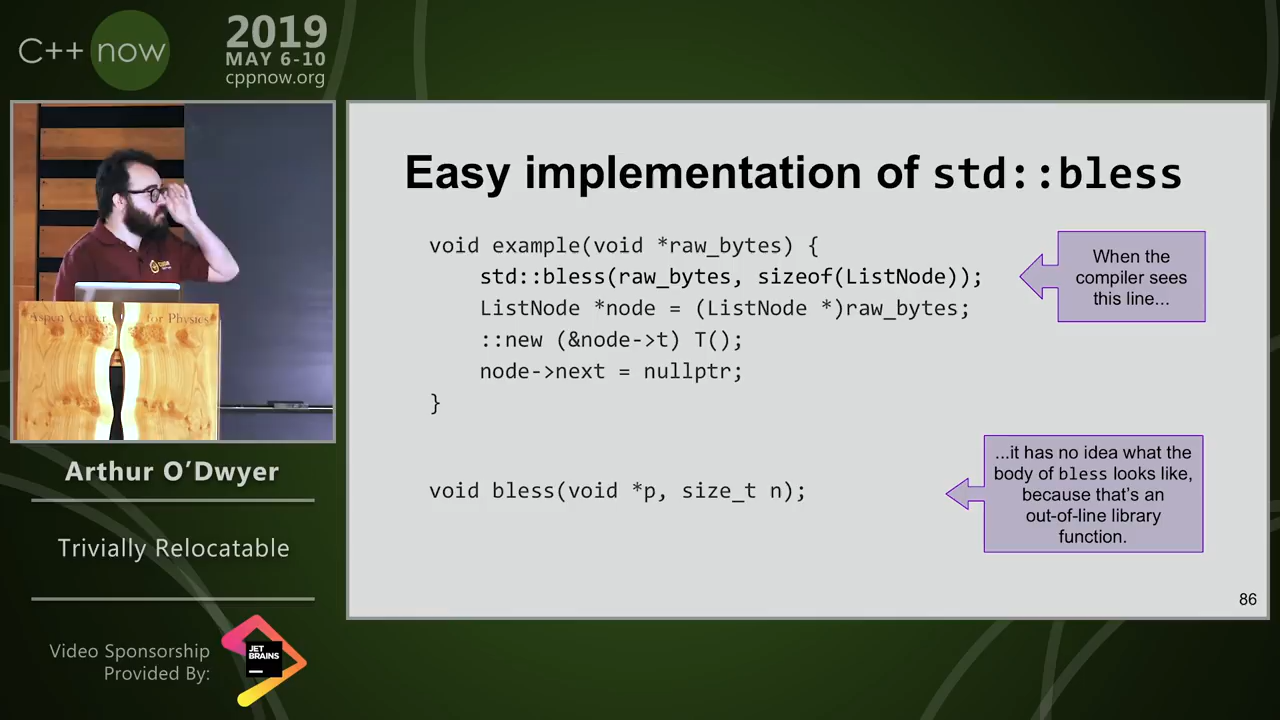 C++ now
2019
MAY 6-10
cppnow.org
Aspen Center for Physics
Arthur O’Dwyer
Trivially Relocatable
Video Sponsorship
Provided By:
JET
BRAINS
Easy implementation of std::bless
void example(void *raw_bytes) {
std::bless(raw_bytes, sizeof(ListNode));
ListNode *node = (ListNode *)raw_bytes;
::new (&node->t) T();
node->next = nullptr;
}
When the
compiler sees
this line...
void bless(void *p, size_t n);
...it has no idea what the
body of bless looks like,
because that’s an
out-of-line library
function.
86